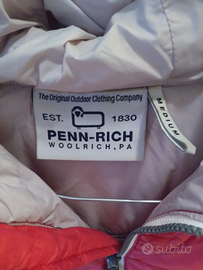 The Original Outdoor Clothing Company
EST. 1830
PENN-RICH
WOOLRICH, PA
MEDIUM
subito